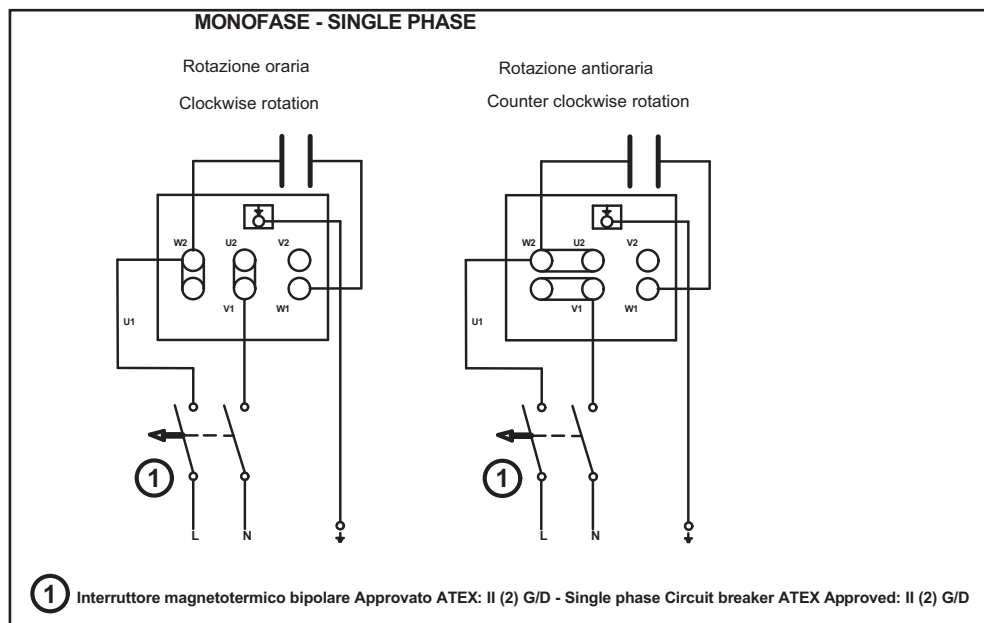 MONOFASE - SINGLE PHASE
Rotazione oraria
Clockwise rotation
W2 U2 V2
U1 V1 W1
1
L N
Rotazione antioraria
Counter clockwise rotation
W2 U2 V2
U1 V1 W1
1
L N
1 Interruttore magnetotermico bipolare Approvato ATEX: II (2) G/D - Single phase Circuit breaker ATEX Approved: II (2) G/D